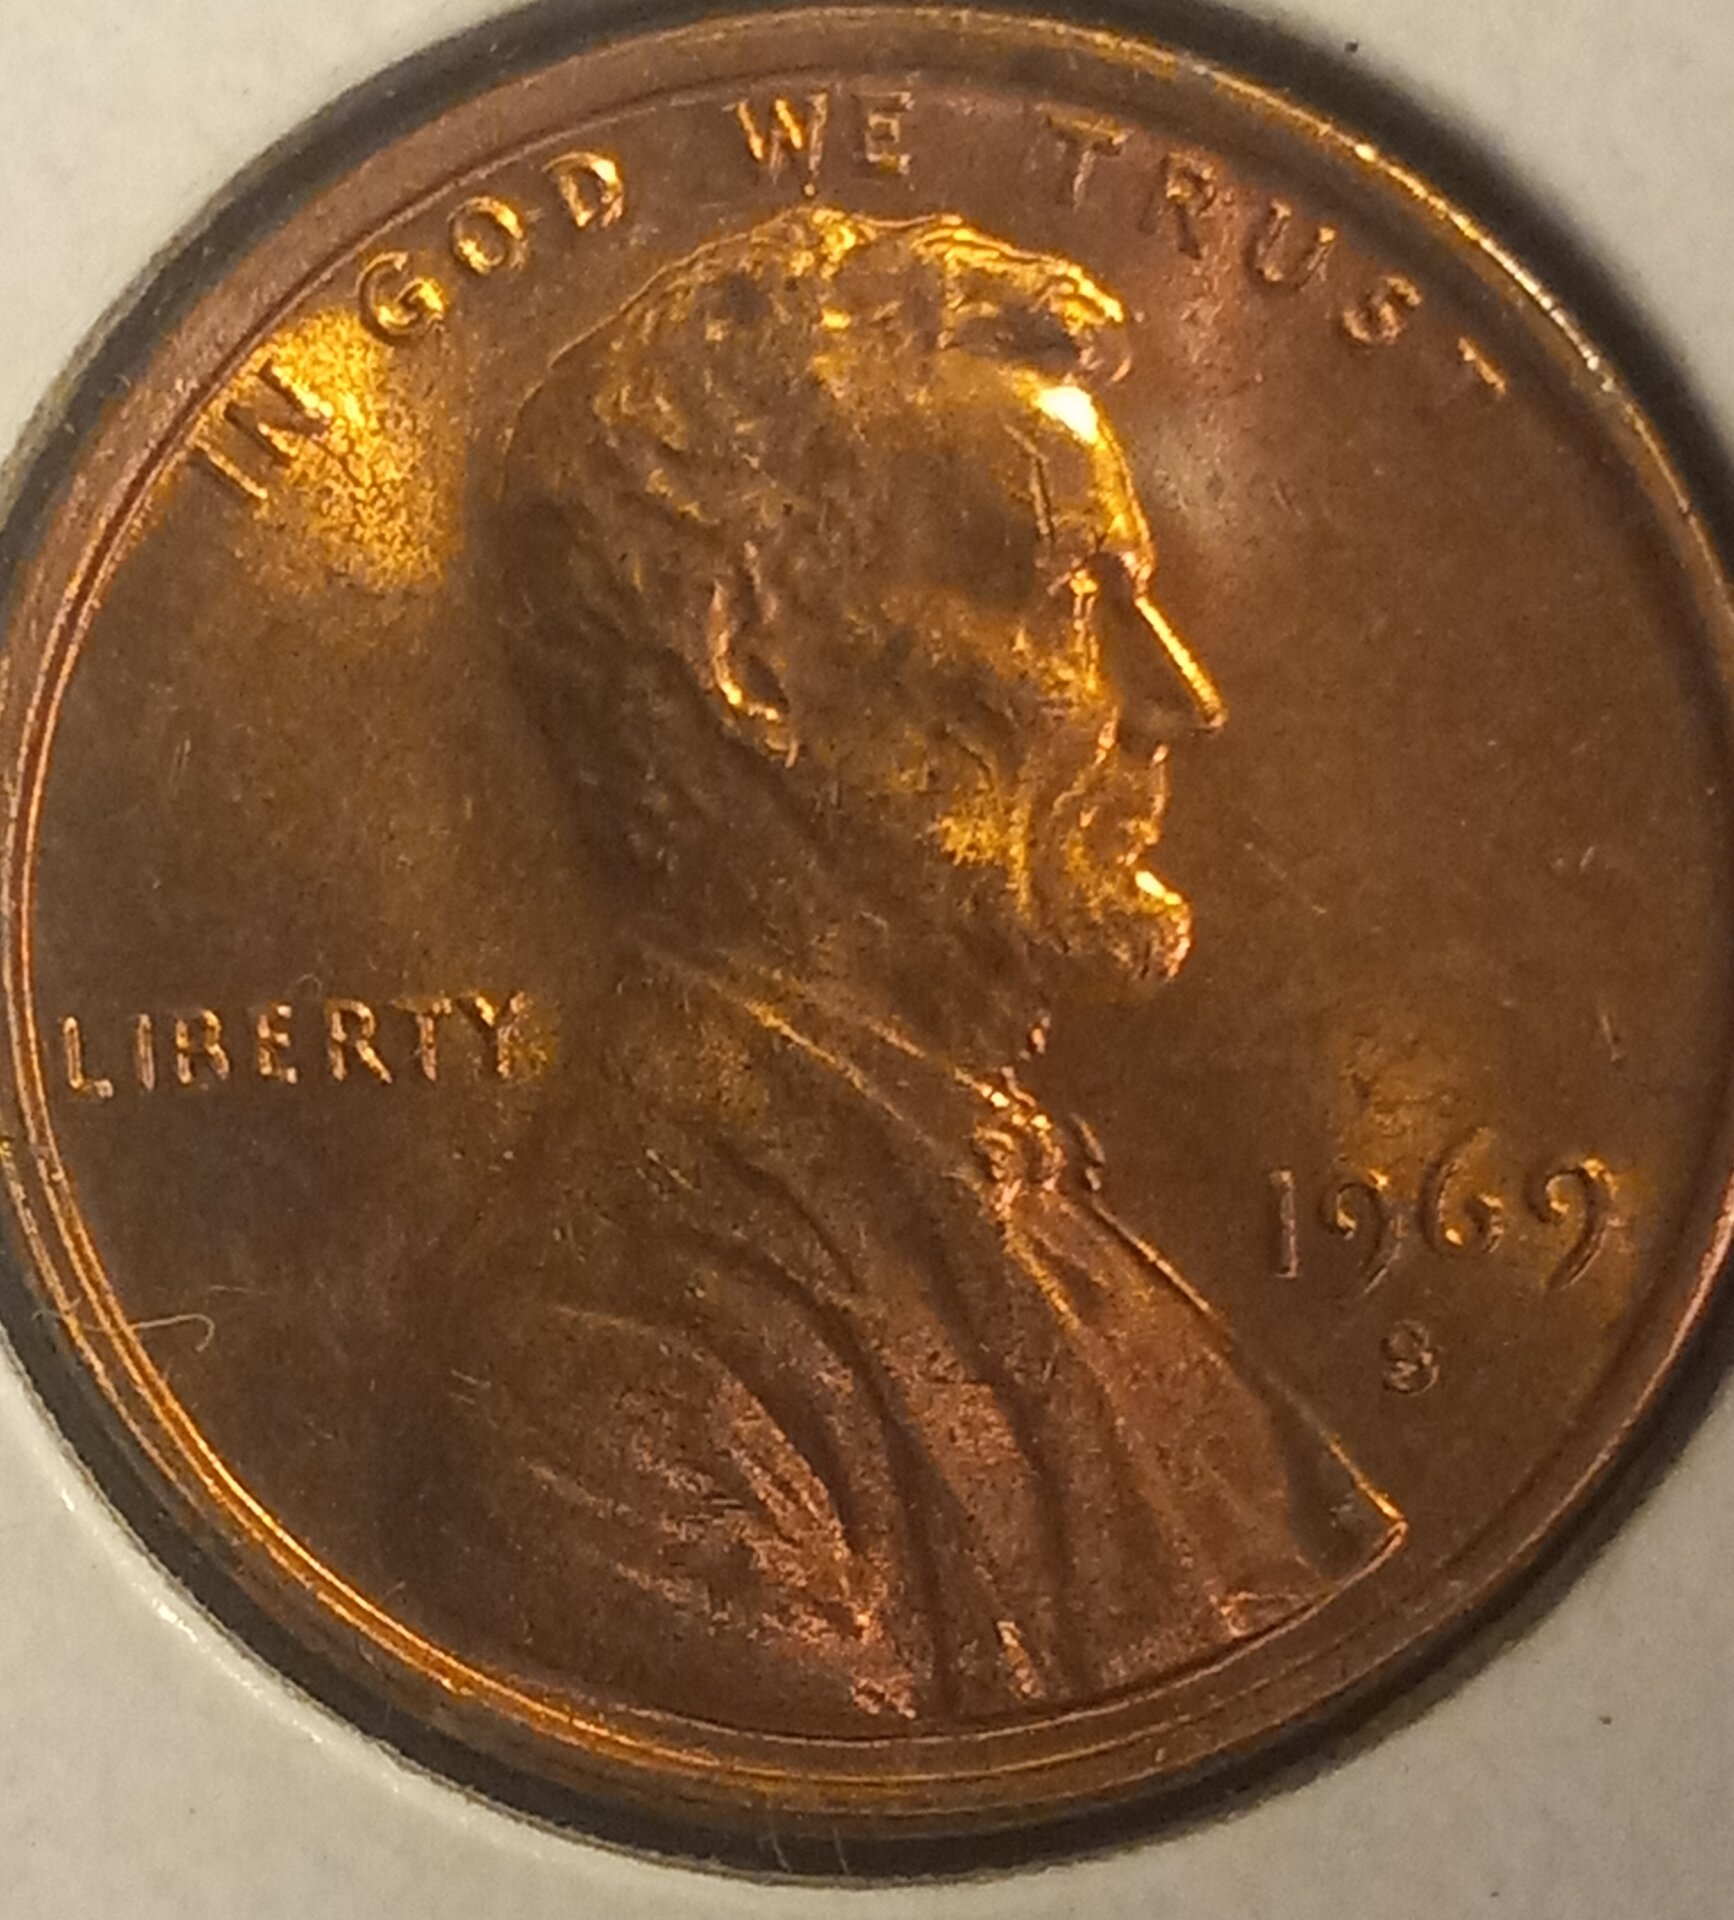 IN GOD WE TRUST
LIBERTY
1969
S